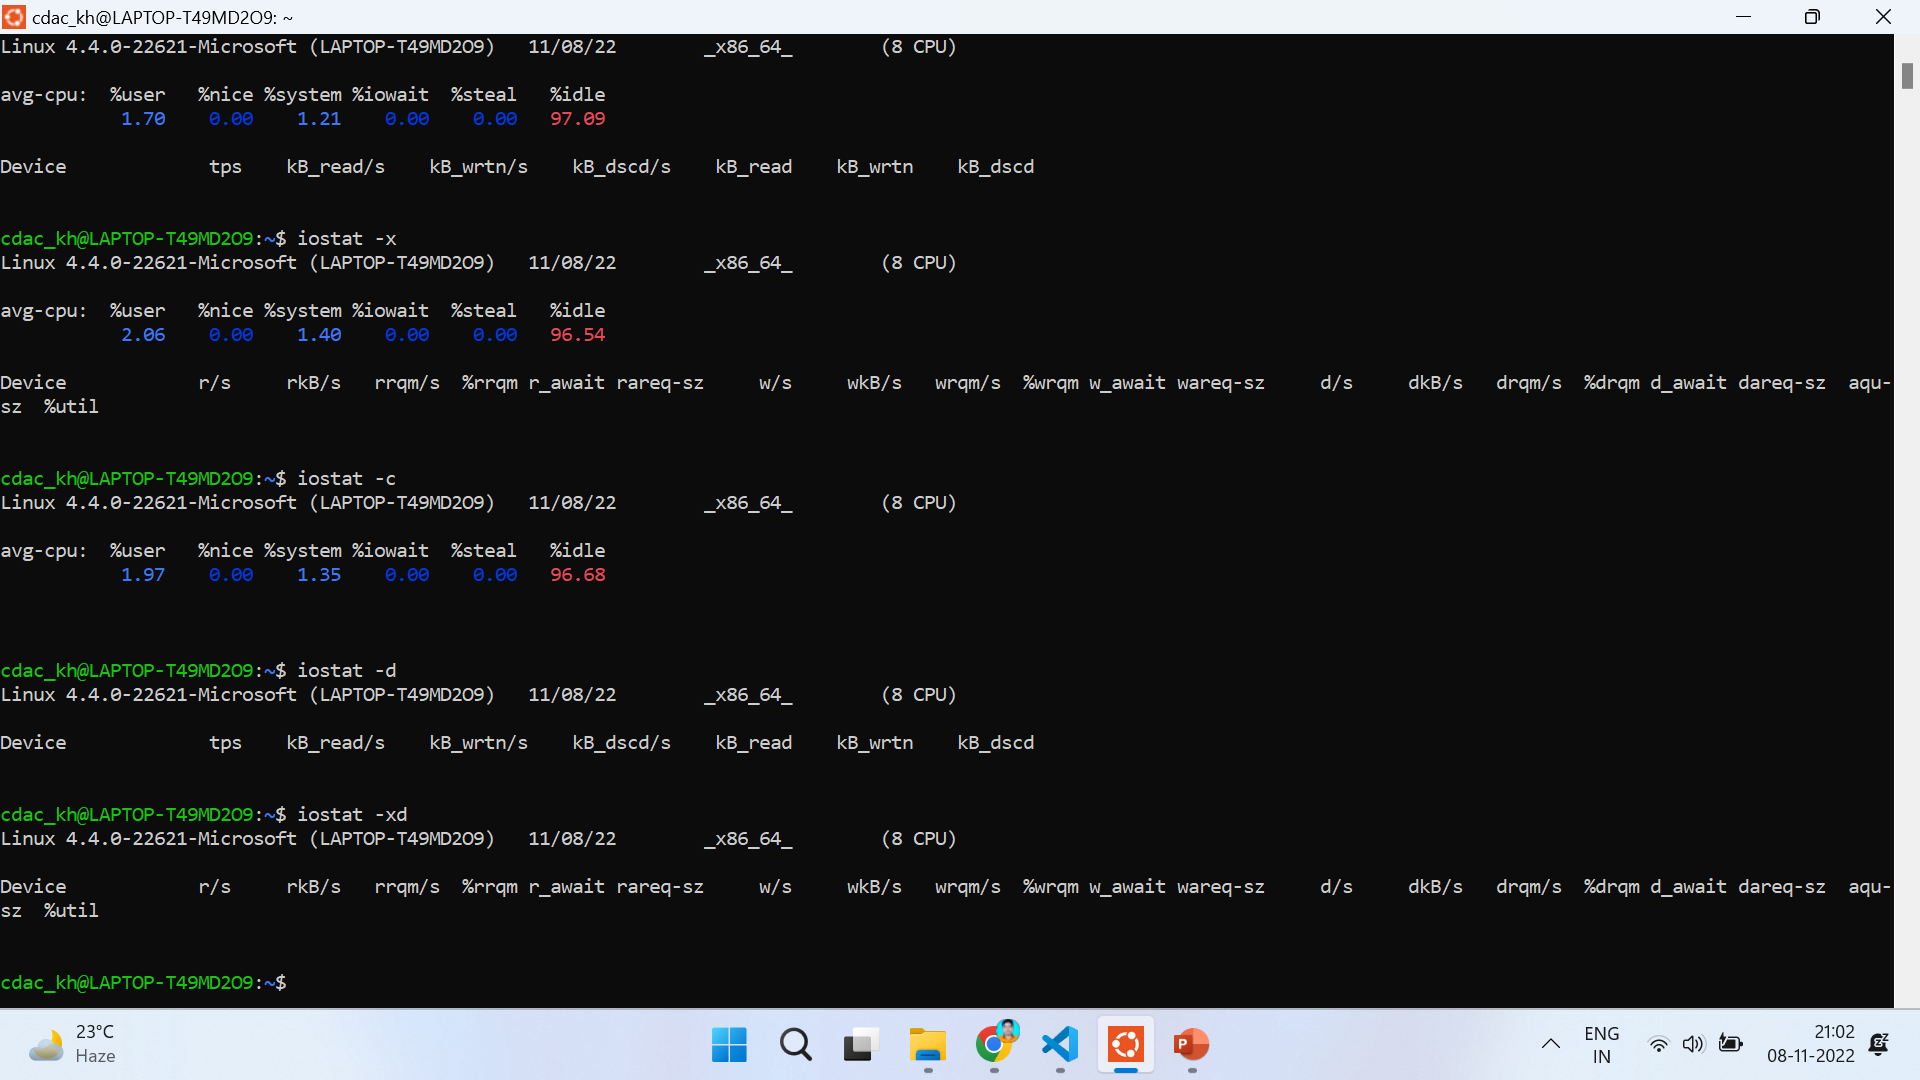 cdac_kh@LAPTOP-T49MD2O9: ~
Linux 4.4.0-22621-Microsoft (LAPTOP-T49MD2O9)   11/08/22        _x86_64_        (8 CPU)
avg-cpu:  %user   %nice %system %iowait  %steal   %idle
1.70    0.00    1.21    0.00    0.00   97.09
Device             tps    kB_read/s    kB_wrtn/s    kB_dscd/s    kB_read    kB_wrtn    kB_dscd
cdac_kh@LAPTOP-T49MD2O9:~$ iostat -x
Linux 4.4.0-22621-Microsoft (LAPTOP-T49MD2O9)   11/08/22        _x86_64_        (8 CPU)
avg-cpu:  %user   %nice %system %iowait  %steal   %idle
2.06    0.00    1.40    0.00    0.00   96.54
Device            r/s     rkB/s   rrqm/s  %rrqm r_await rareq-sz     w/s     wkB/s   wrqm/s  %wrqm w_await wareq-sz     d/s     dkB/s   drqm/s  %drqm d_await dareq-sz  aqu-
sz  %util
cdac_kh@LAPTOP-T49MD2O9:~$ iostat -c
Linux 4.4.0-22621-Microsoft (LAPTOP-T49MD2O9)   11/08/22        _x86_64_        (8 CPU)
avg-cpu:  %user   %nice %system %iowait  %steal   %idle
1.97    0.00    1.35    0.00    0.00   96.68
cdac_kh@LAPTOP-T49MD2O9:~$ iostat -d
Linux 4.4.0-22621-Microsoft (LAPTOP-T49MD2O9)   11/08/22        _x86_64_        (8 CPU)
Device             tps    kB_read/s    kB_wrtn/s    kB_dscd/s    kB_read    kB_wrtn    kB_dscd
cdac_kh@LAPTOP-T49MD2O9:~$ iostat -xd
Linux 4.4.0-22621-Microsoft (LAPTOP-T49MD2O9)   11/08/22        _x86_64_        (8 CPU)
Device            r/s     rkB/s   rrqm/s  %rrqm r_await rareq-sz     w/s     wkB/s   wrqm/s  %wrqm w_await wareq-sz     d/s     dkB/s   drqm/s  %drqm d_await dareq-sz  aqu-
sz  %util
cdac_kh@LAPTOP-T49MD2O9:~$
23°C
Haze
P
ENG
IN
21:02
08-11-2022